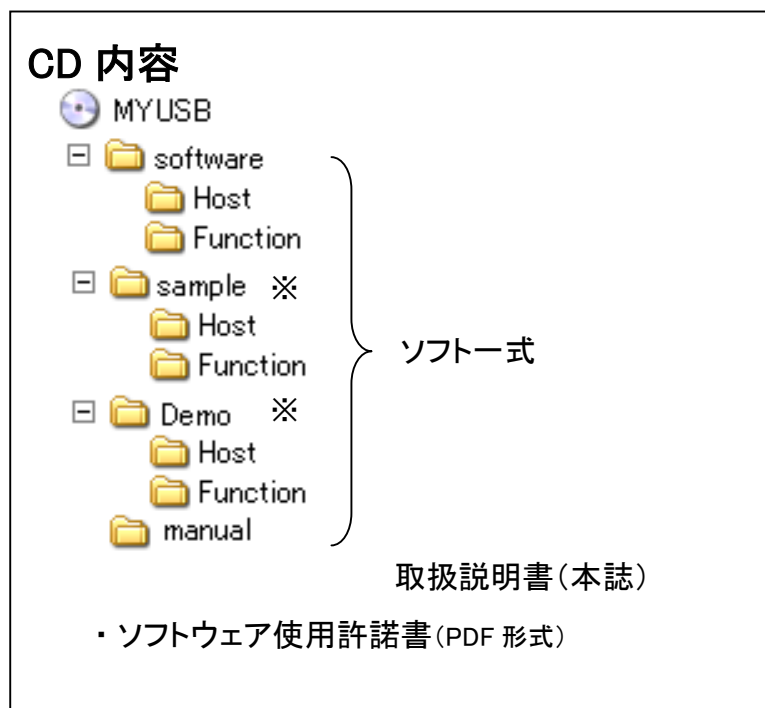 CD 内容
MYUSB
software
Host
Function
sample ※
Host
Function
ソフト一式
Demo ※
Host
Function
manual
取扱説明書（本誌）
・ソフトウェア使用許諾書（PDF 形式）